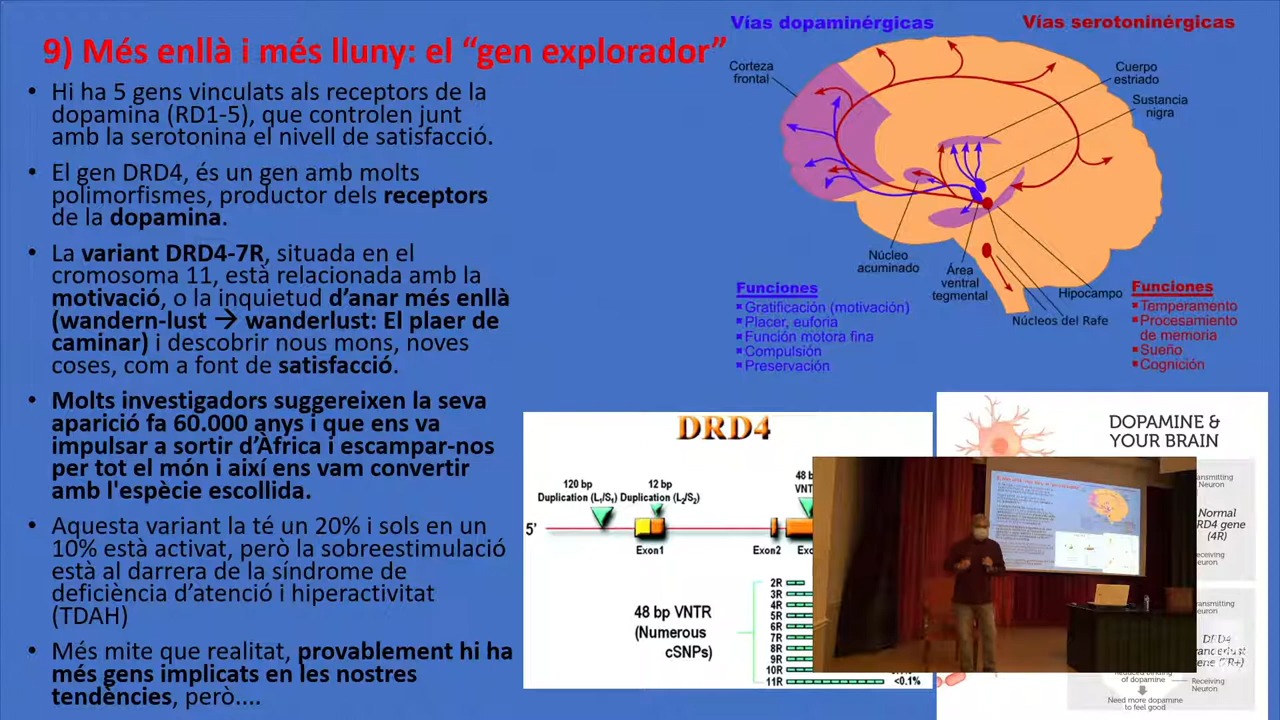 9) Més enllà i més lluny: el “gen explorador”
• Hi ha 5 gens vinculats als receptors de la
dopamina (RD1-5), que controlen junt
amb la serotonina el nivell de satisfacció.
• El gen DRD4, és un gen amb molts
polimorfismes, productor dels receptors
de la dopamina.
• La variant DRD4-7R, situada en el
cromosoma 11, està relacionada amb la
motivació, o la inquietud d’anar més enllà
(wandern-lust → wanderlust: El plaer de
caminar) i descobrir nous mons, noves
coses, com a font de satisfacció.
• Molts investigadors suggereixen la seva
aparició fa 60.000 anys i que ens va
impulsar a sortir d’Àfrica i escampar-nos
per tot el món i així ens vam convertir
amb l'espècie escollida.
• Aquesta variant la té un 20% i sols en un
10% està activat, però la sobreestimulació
està al darrera de la síndrome de
deficiència d’atenció i hiperactivitat
(TDAH)
• Més mite que realitat, provablement hi ha
més gens implicats en les nostres
tendències, però....
Vías dopaminérgicas
Vías serotoninérgicas
Corteza
frontal
Cuerpo
estriado
Sustancia
nigra
Núcleo
acuminado
Área
ventral
tegmental
Hipocampo
Núcleos del Rafe
Funciones
Gratificación (motivación)
Placer, euforia
Función motora fina
Compulsión
Preservación
Funciones
Temperamento
Procesamiento
de memoria
Sueño
Cognición
DRD4
120 bp
Duplication (L₁/S₁)
12 bp
Duplication (L₂/S₂)
48 b
VNT
5’
Exon1
Exon2
Exo
48 bp VNTR
(Numerous
cSNPs)
2R
3R
4R
5R
6R
7R
8R
9R
10R
11R
<0.1%
DOPAMINE &
YOUR BRAIN
ansmitting
Neuron
Normal
RD4 gene
(4R)
eceiving
euron
ansmitting
euron
DRD4
anderlust
ene (7R+)
of dopamine
Receiving
Neuron
Need more dopamine
to feel good